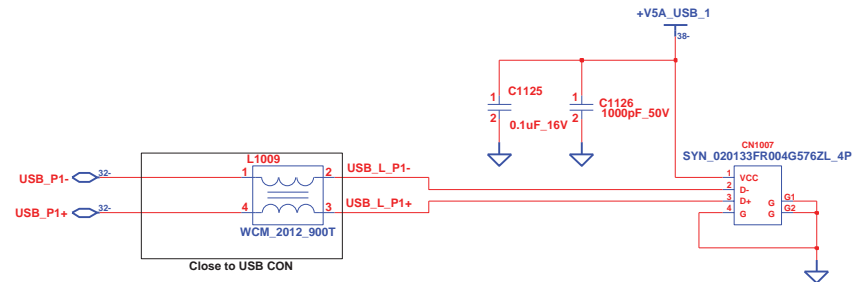 +V5A_USB_1
38-
1
C1125
2
0.1uF_16V
1
C1126
2
1000pF_50V
CN1007
SYN_020133FR004G576ZL_4P
1
VCC
2
D-
3
D+
G
G1
4
G
G
G2
L1009
USB_P1-
32-
1
2
USB_L_P1-
USB_P1+
32-
4
3
USB_L_P1+
WCM_2012_900T
Close to USB CON